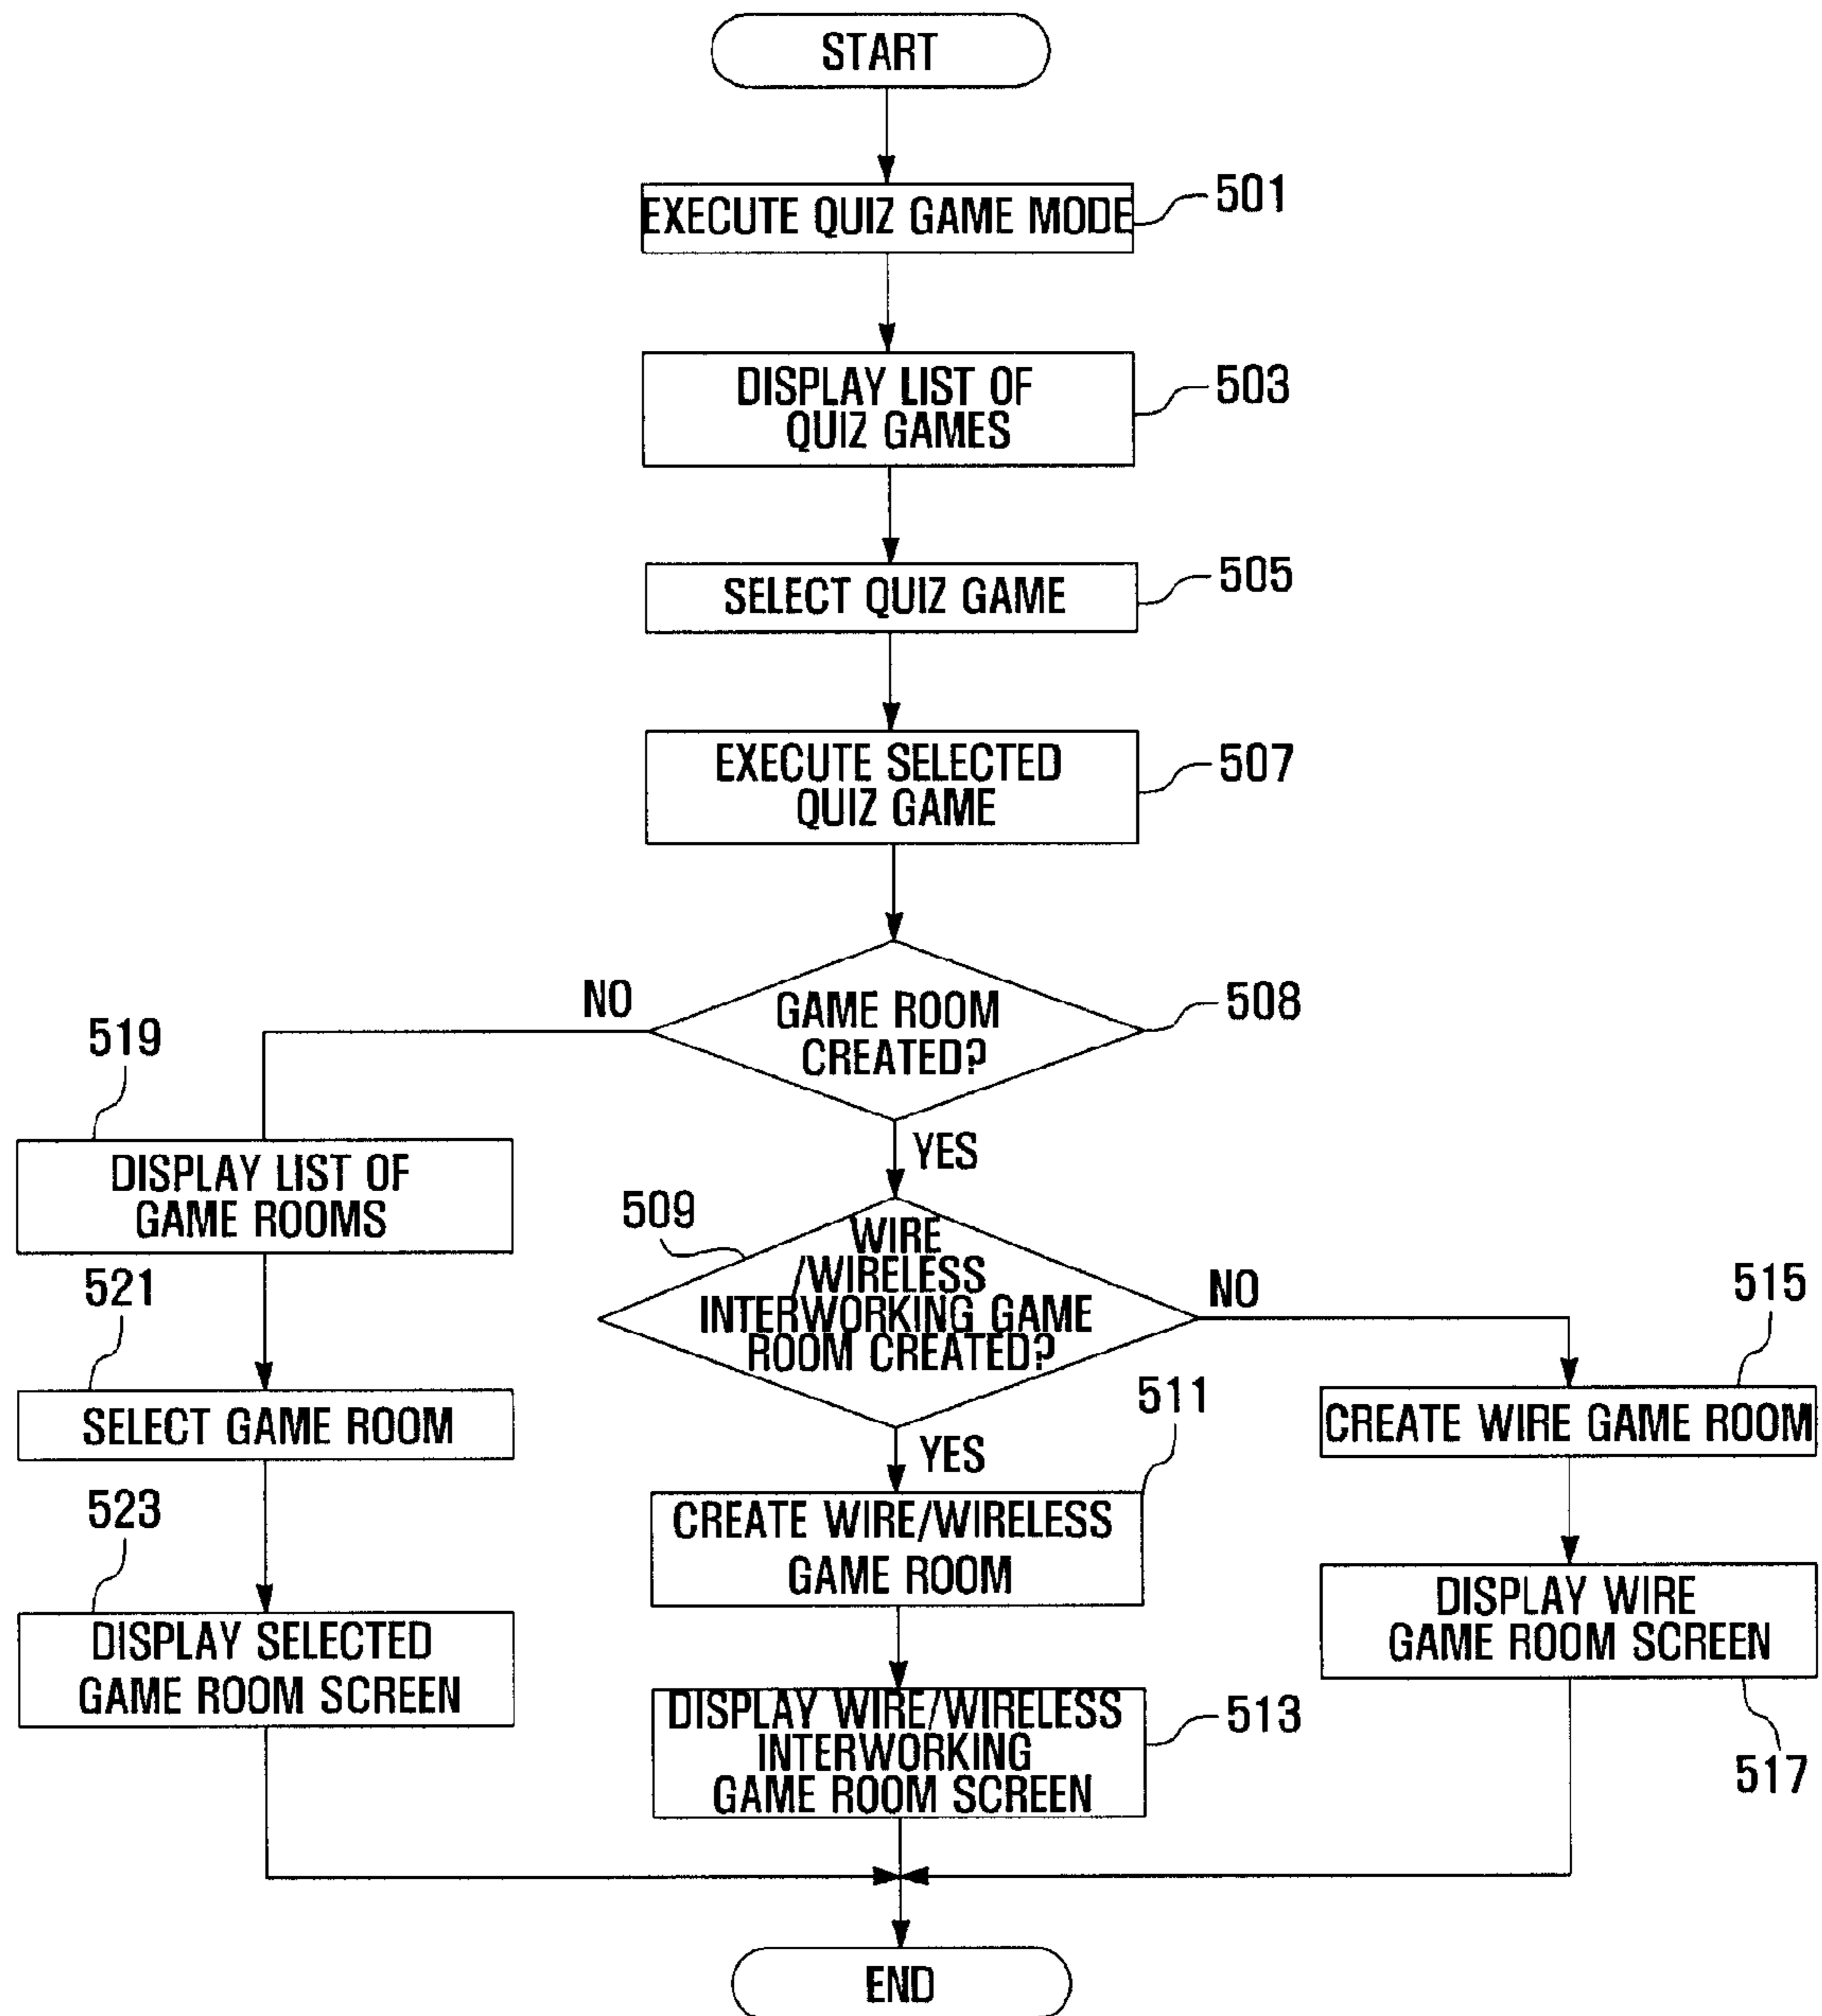 START
EXECUTE QUIZ GAME MODE
501
DISPLAY LIST OF
QUIZ GAMES
503
SELECT QUIZ GAME
505
EXECUTE SELECTED
QUIZ GAME
507
GAME ROOM
CREATED?
508
NO
YES
519
DISPLAY LIST OF
GAME ROOMS
521
SELECT GAME ROOM
523
DISPLAY SELECTED
GAME ROOM SCREEN
509
WIRE
/WIRELESS
INTERWORKING GAME
ROOM CREATED?
NO
YES
511
CREATE WIRE/WIRELESS
GAME ROOM
DISPLAY WIRE/WIRELESS
INTERWORKING
GAME ROOM SCREEN
513
515
CREATE WIRE GAME ROOM
DISPLAY WIRE
GAME ROOM SCREEN
517
END